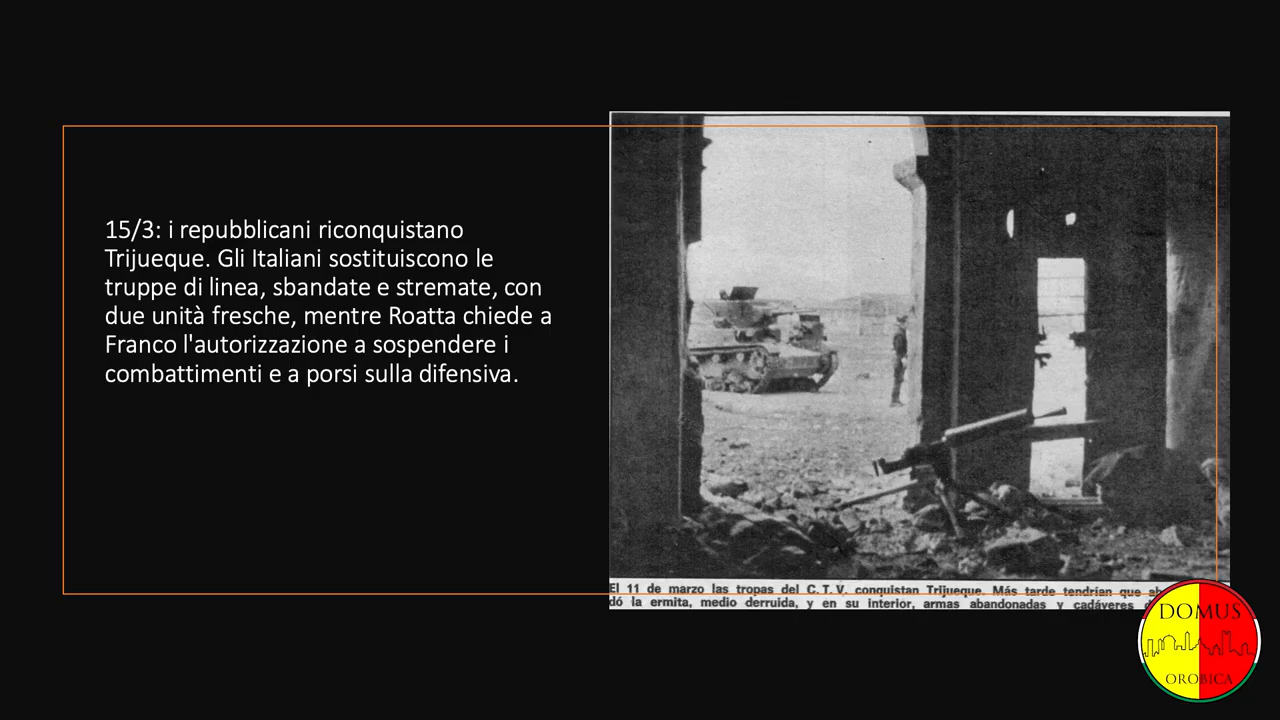 15/3: i repubblicani riconquistano
Trijueque. Gli Italiani sostituiscono le
truppe di linea, sbandate e stremate, con
due unità fresche, mentre Roatta chiede a
Franco l'autorizzazione a sospendere i
combattimenti e a porsi sulla difensiva.
El 11 de marzo las tropas del C.T.V. conquistan Trijueque. Más tarde tendrían que
dó la ermita, medio derruida, y en su interior, armas abandonadas y cadáveres
DOMUS
OROBICA